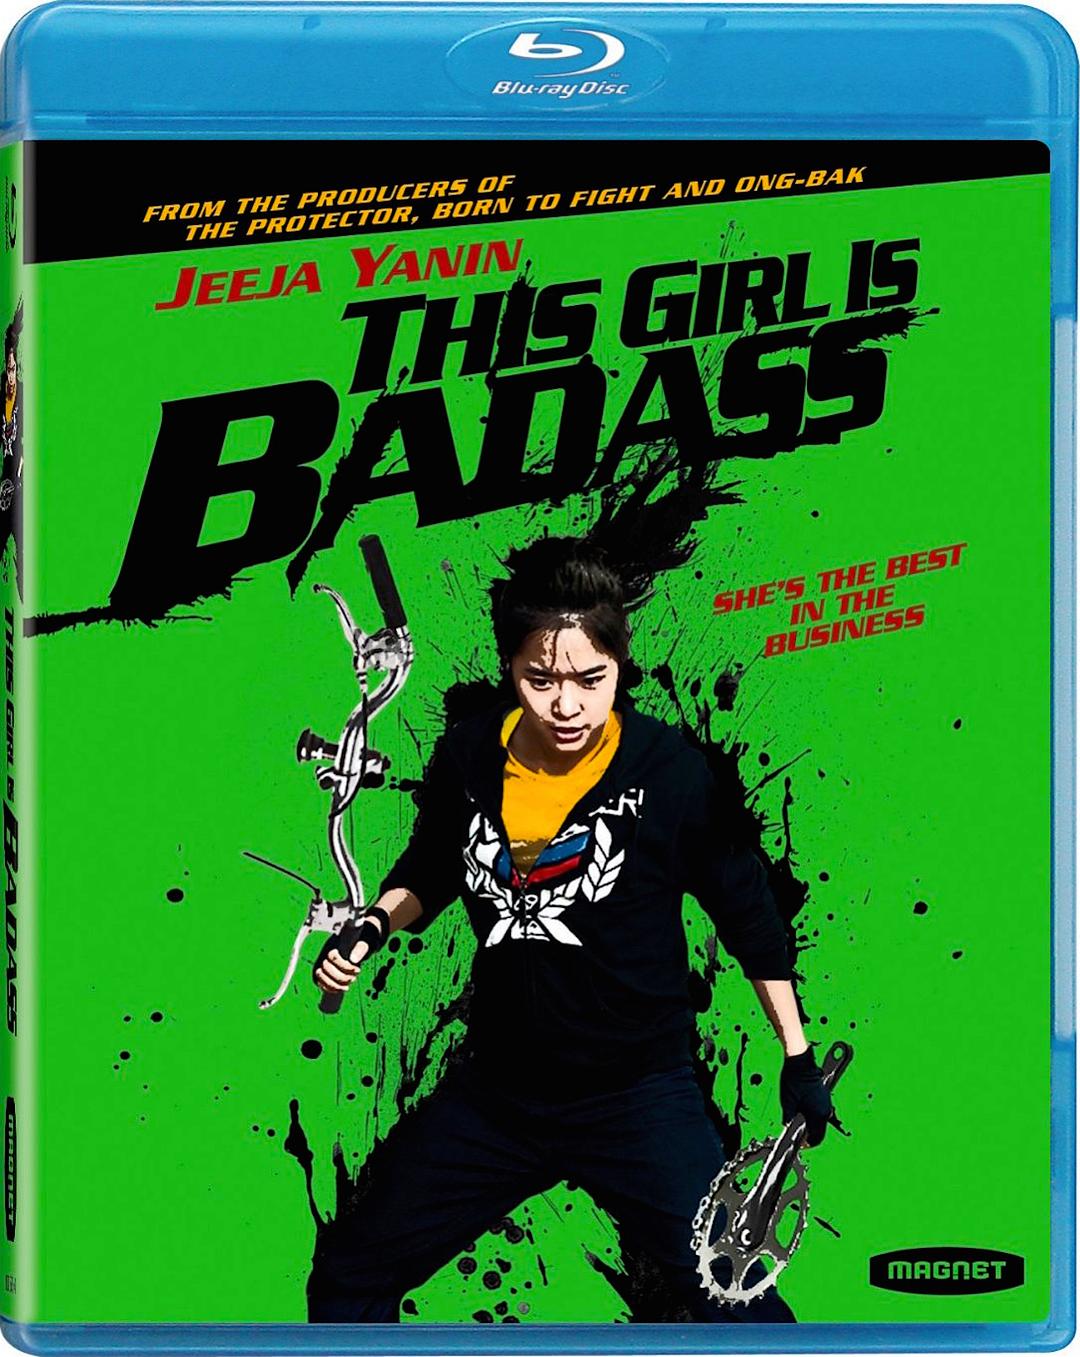 Blu-ray Disc
FROM THE PRODUCERS OF
THE PROTECTOR, BORN TO FIGHT AND ONG-BAK
JEEJA YANIN
THIS GIRL IS
BADASS
SHE'S THE BEST
IN THE
BUSINESS
MAGNET
THIS GIRL IS BADASS
MAGNET